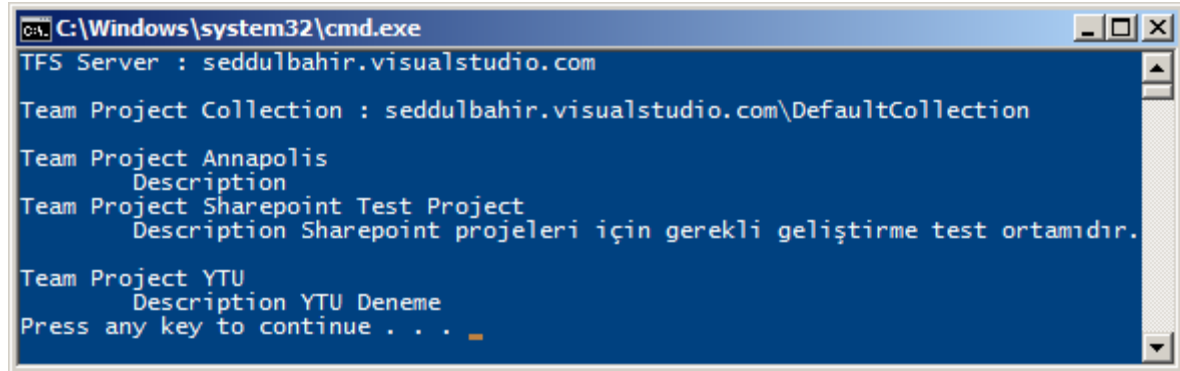 C:\Windows\system32\cmd.exe
TFS Server : seddulbahir.visualstudio.com
Team Project Collection : seddulbahir.visualstudio.com\DefaultCollection
Team Project Annapolis
Description
Team Project Sharepoint Test Project
Description Sharepoint projeleri için gerekli geliştirme test ortamıdır.
Team Project YTU
Description YTU Deneme
Press any key to continue . . .